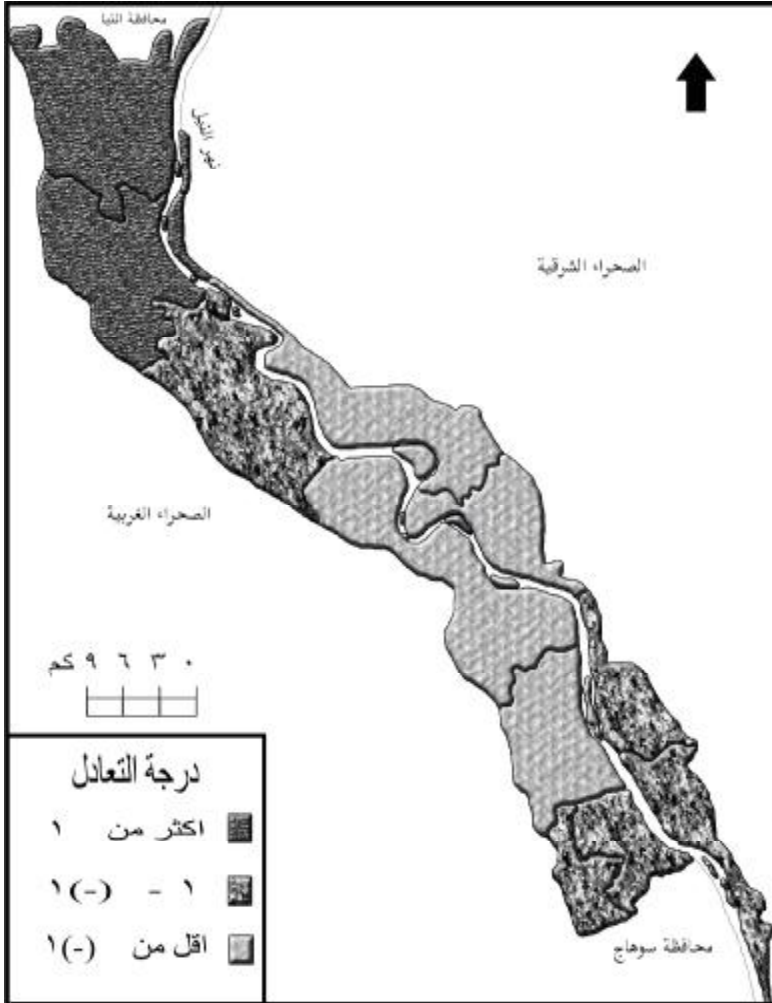 محافظة المنيا
نهر النيل
الصحراء الشرقية
الصحراء الغربية
كم ٩ ٦ ٣ ٠
درجة التعادل
اكثر من ١
١ - (-)١
اقل من (-)١
محافظة سوهاج